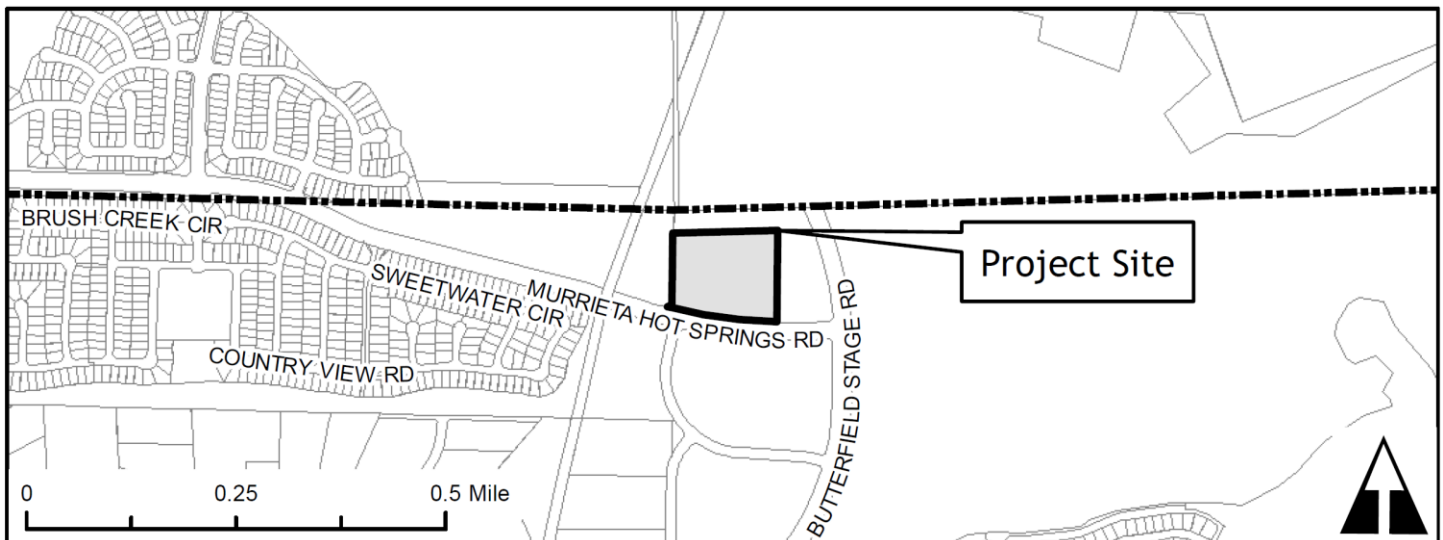 BRUSH CREEK CIR
SWEETWATER CIR
MURRIETA HOT SPRINGS RD
COUNTRY VIEW RD
BUTTERFIELD STAGE RD
Project Site
0 0.25 0.5 Mile